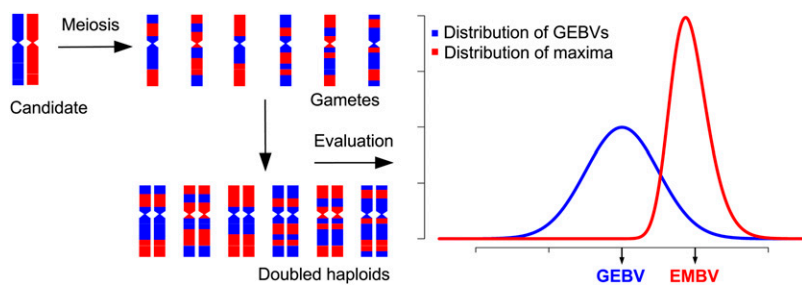 Meiosis
Candidate
Gametes
Evaluation
Doubled haploids
Distribution of GEBVs
Distribution of maxima
GEBV
EMBV